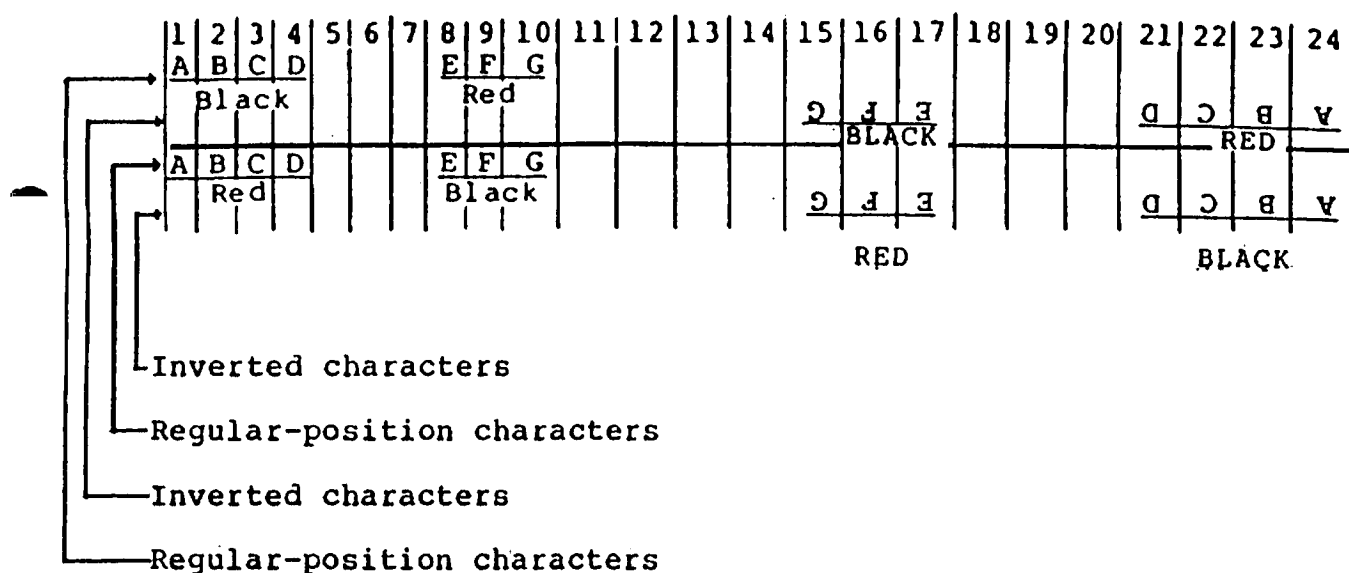 1 2 3 4 5 6 7 8 9 10 11 12 13 14 15 16 17 18 19 20 21 22 23 24
A B C D E F G
Black Red
G F E D C B A
BLACK RED
A B C D E F G
Red Black
G F E D C B A
RED BLACK
Inverted characters
Regular-position characters
Inverted characters
Regular-position characters